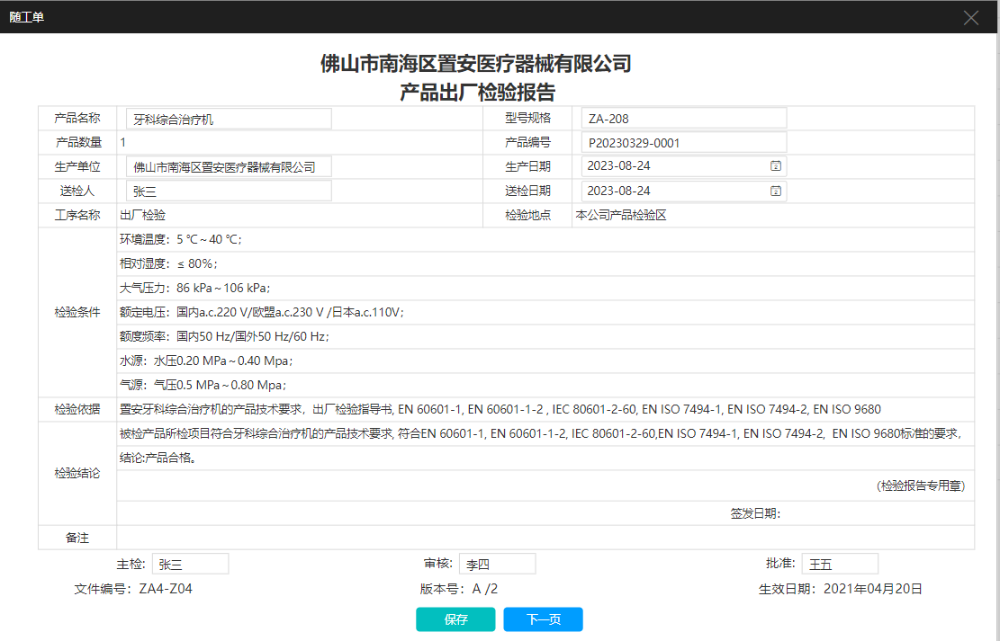 随工单
佛山市南海区置安医疗器械有限公司
产品出厂检验报告
产品名称 牙科综合治疗机 型号规格 ZA-208
产品数量 1 产品编号 P20230329-0001
生产单位 佛山市南海区置安医疗器械有限公司 生产日期 2023-08-24
送检人 张三 送检日期 2023-08-24
工序名称 出厂检验 检验地点 本公司产品检验区
检验条件
环境温度：5 ℃～40 ℃；
相对湿度：≤ 80%；
大气压力：86 kPa～106 kPa；
额定电压：国内a.c.220 V/欧盟a.c.230 V /日本a.c.110V；
额度频率：国内50 Hz/国外50 Hz/60 Hz；
水源：水压0.20 MPa～0.40 Mpa；
气源：气压0.5 MPa～0.80 Mpa；
检验依据 置安牙科综合治疗机的产品技术要求，出厂检验指导书, EN 60601-1, EN 60601-1-2 , IEC 80601-2-60, EN ISO 7494-1, EN ISO 7494-2, EN ISO 9680
检验结论
被检产品所检项目符合牙科综合治疗机的产品技术要求, 符合EN 60601-1, EN 60601-1-2, IEC 80601-2-60,EN ISO 7494-1, EN ISO 7494-2, EN ISO 9680标准的要求，
结论:产品合格。
(检验报告专用章)
签发日期：
备注
主检: 张三 审核: 李四 批准: 王五
文件编号：ZA4-Z04 版本号：A /2 生效日期：2021年04月20日
保存 下一页